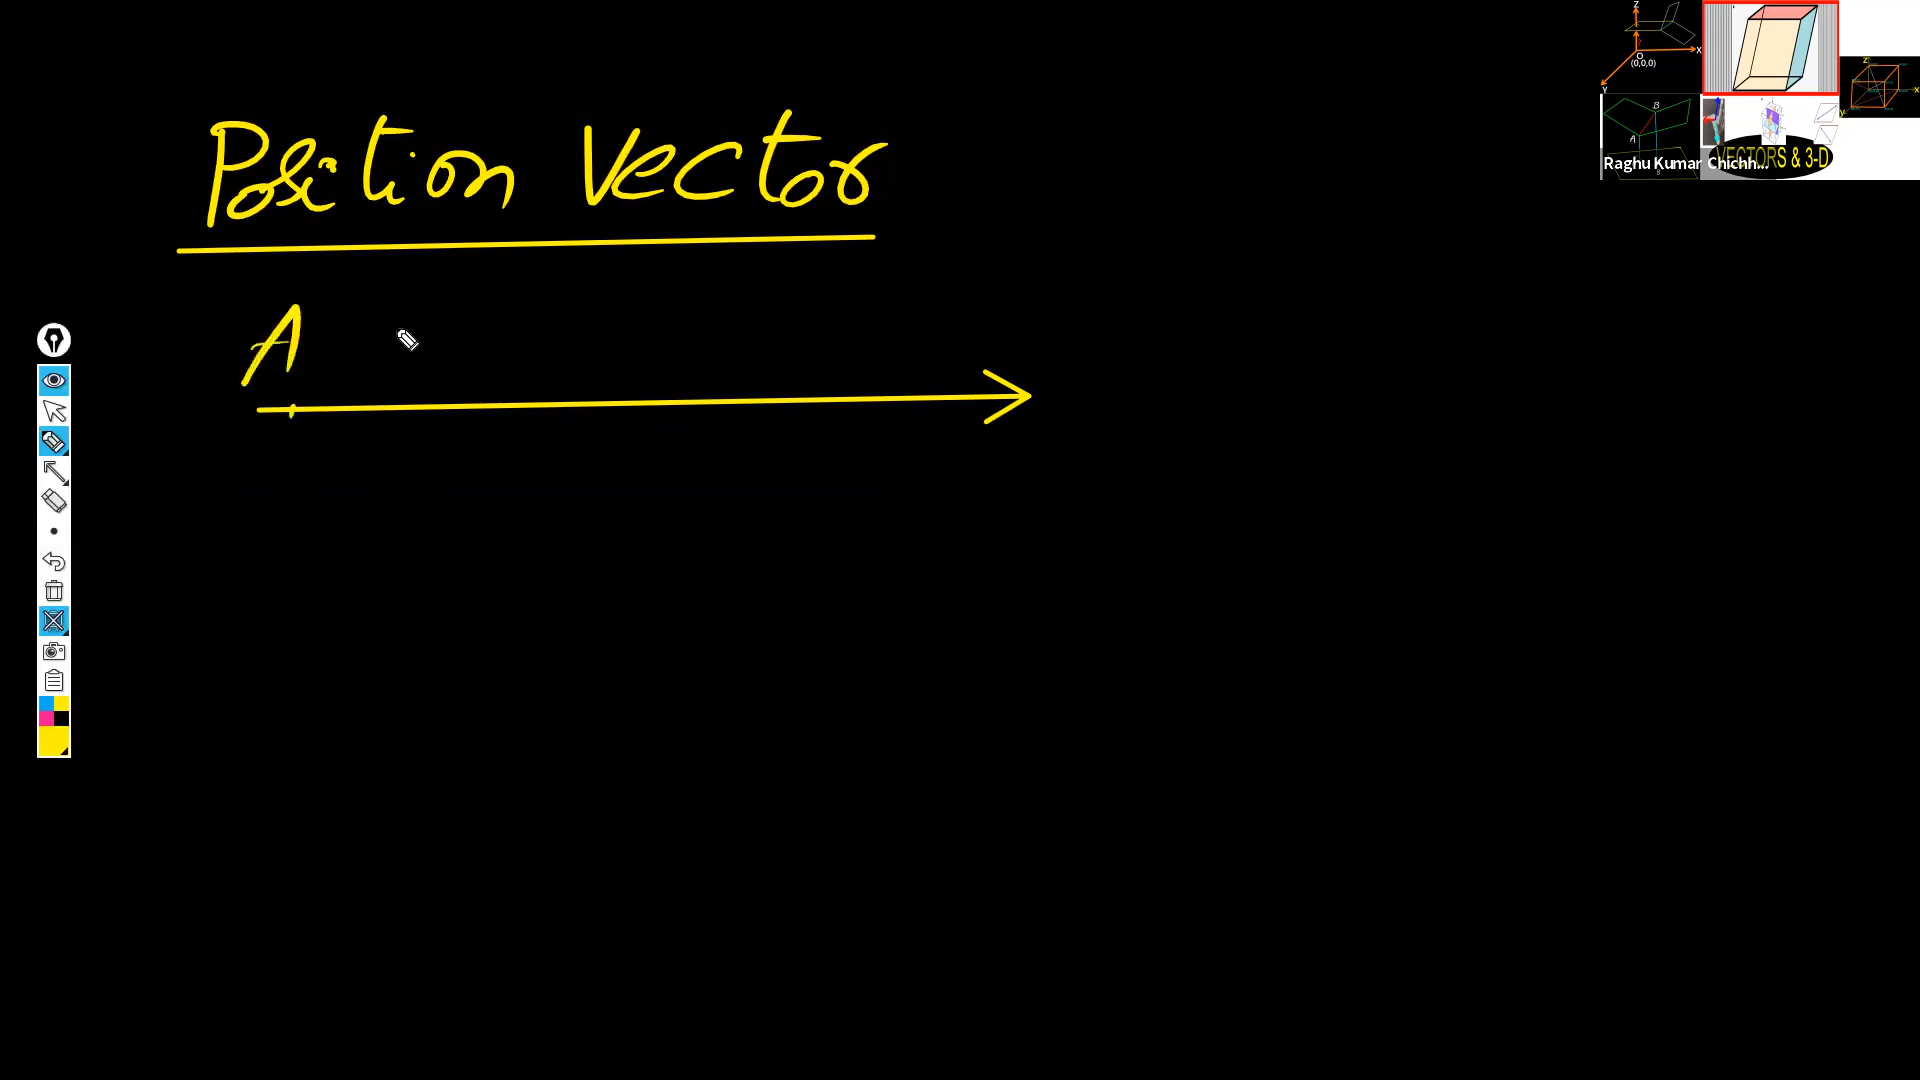 Position Vector
A
Z
X
O
(0,0,0)
Y
B
A
Raghu Kumar Chichh...
VECTORS & 3-D
Z
X
Y